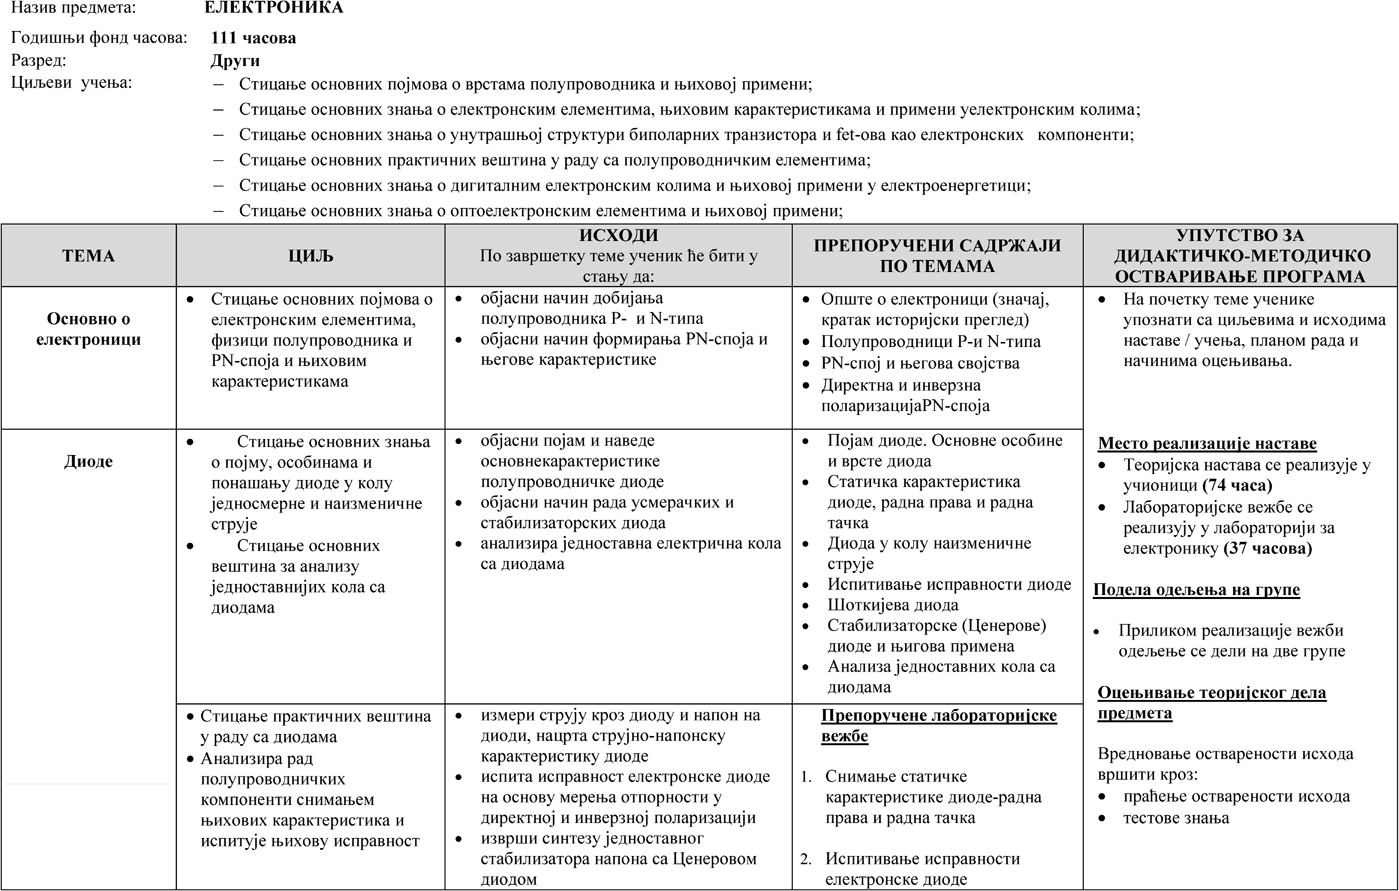 Назив предмета: ЕЛЕКТРОНИКА
Годишњи фонд часова: 111 часова
Разред: Други
Циљеви учења:
– Стицање основних појмова о врстама полупроводника и њиховој примени;
– Стицање основних знања о електронским елементима, њиховим карактеристикама и примени уелектронским колима;
– Стицање основних знања о унутрашњој структури биполарних транзистора и fet-ова као електронских компоненти;
– Стицање основних практичних вештина у раду са полупроводничким елементима;
– Стицање основних знања о дигиталним електронским колима и њиховој примени у електроенергетици;
– Стицање основних знања о оптоелектронским елементима и њиховој примени;
ТЕМА
ЦИЉ
ИСХОДИ
По завршетку теме ученик ће бити у
стању да:
ПРЕПОРУЧЕНИ САДРЖАЈИ
ПО ТЕМАМА
УПУТСТВО ЗА
ДИДАКТИЧКО-МЕТОДИЧКО
ОСТВАРИВАЊЕ ПРОГРАМА
Основно о
електроници
• Стицање основних појмова о
електронским елементима,
физици полупроводника и
PN-споја и њиховим
карактеристикама
• објасни начин добијања
полупроводника P- и N-типа
• објасни начин формирања PN-споја и
његове карактеристике
• Опште о електроници (значај,
кратак историјски преглед)
• Полупроводници P-и N-типа
• PN-спој и његова својства
• Директна и инверзна
поларизацијаPN-споја
• На почетку теме ученике
упознати са циљевима и исходима
наставе / учења, планом рада и
начинима оцењивања.
Диоде
• Стицање основних знања
о појму, особинама и
понашању диоде у колу
једносмерне и наизменичне
струје
• Стицање основних
вештина за анализу
једноставнијих кола са
диодама
• објасни појам и наведе
основнекарактеристике
полупроводничке диоде
• објасни начин рада усмерачких и
стабилизаторских диода
• анализира једноставна електрична кола
са диодама
• Појам диоде. Основне особине
и врсте диода
• Статичка карактеристика
диоде, радна права и радна
тачка
• Диода у колу наизменичне
струје
• Испитивање исправности диоде
• Шоткијева диода
• Стабилизаторске (Ценерове)
диоде и њигова примена
• Анализа једноставних кола са
диодама
Место реализације наставе
• Теоријска настава се реализује у
учионици (74 часа)
• Лабораторијске вежбе се
реализују у лабораторији за
електронику (37 часова)
Подела одељења на групе
• Приликом реализације вежби
одељење се дели на две групе
Оцењивање теоријског дела
предмета
Вредновање остварености исхода
вршити кроз:
• праћење остварености исхода
• тестове знања
• Стицање практичних вештина
у раду са диодама
• Анализира рад
полупроводничких
компоненти снимањем
њихових карактеристика и
испитује њихову исправност
• измери струју кроз диоду и напон на
диоди, нацрта струјно-напонску
карактеристику диоде
• испита исправност електронске диоде
на основу мерења отпорности у
директној и инверзној поларизацији
• изврши синтезу једноставног
стабилизатора напона са Ценеровом
диодом
Препоручене лабораторијске
вежбе
1. Снимање статичке
карактеристике диоде-радна
права и радна тачка
2. Испитивање исправности
електронске диоде